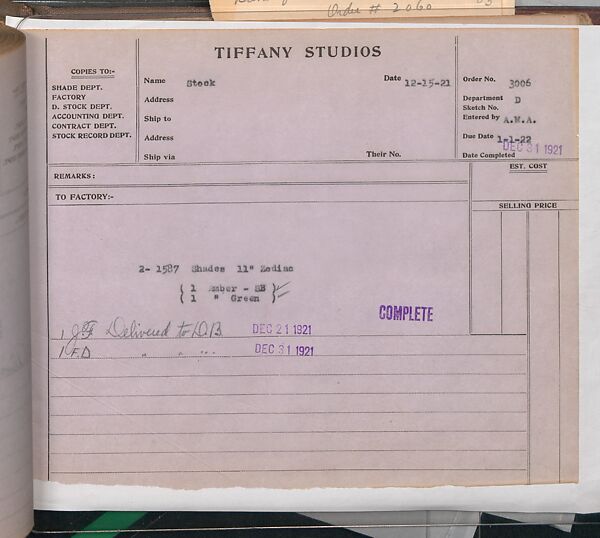 Order # 2060
TIFFANY STUDIOS
COPIES TO:-
SHADE DEPT.
FACTORY
D. STOCK DEPT.
ACCOUNTING DEPT.
CONTRACT DEPT.
STOCK RECORD DEPT.
Name Stock Date 12-15-21
Address
Ship to
Address
Ship via Their No.
Order No. 3006
Department D
Sketch No.
Entered by A.M.A.
Due Date 1-1-22
DEC 31 1921
Date Completed
REMARKS:
EST. COST
TO FACTORY:-
SELLING PRICE
2- 1587 Shades 11" Zodiac
( 1 Amber - SB )
( 1 " Green )
COMPLETE
1 J.F Delivered to D.B. DEC 21 1921
1 F.D " " " DEC 31 1921